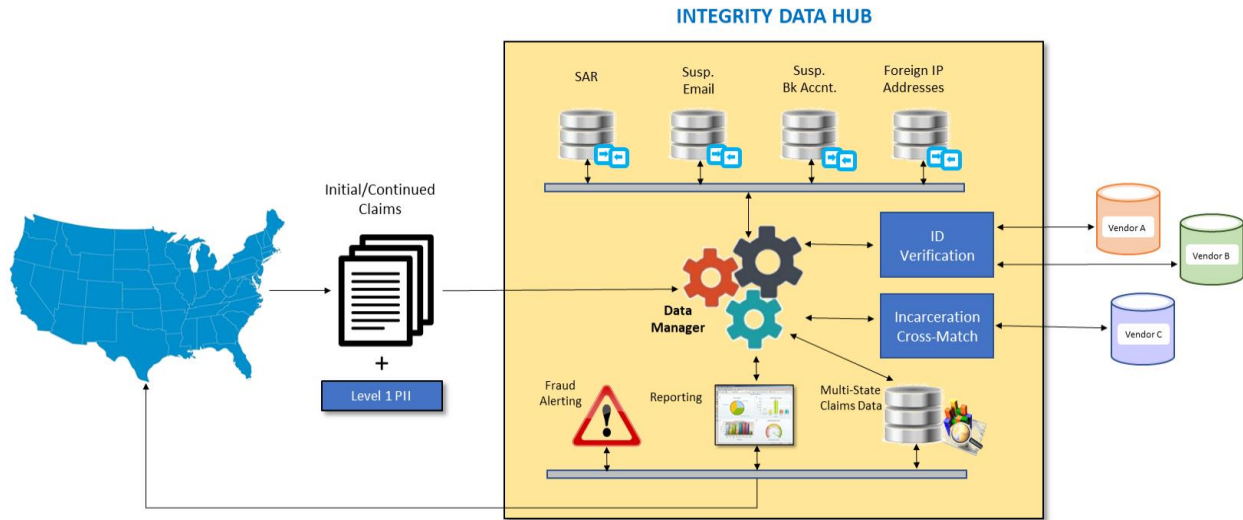 INTEGRITY DATA HUB
SAR
Susp.
Email
Susp.
Bk Accnt.
Foreign IP
Addresses
Initial/Continued
Claims
+
Level 1 PII
Data
Manager
ID
Verification
Incarceration
Cross-Match
Vendor A
Vendor B
Vendor C
Fraud
Alerting
Reporting
Multi-State
Claims Data